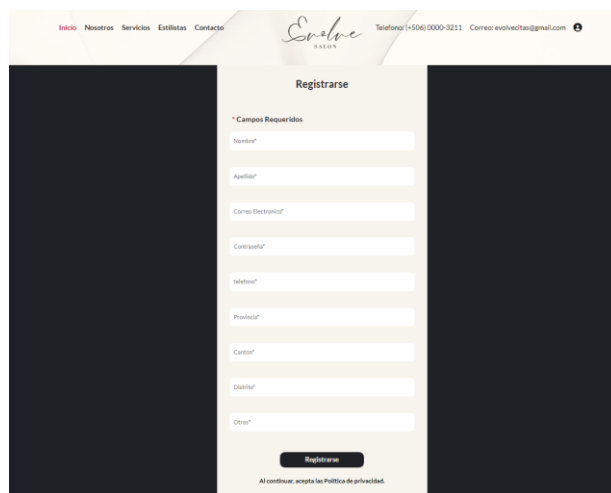 Inicio Nosotros Servicios Estilistas Contacto
Evolve
SALON
Telefono: (+506) 0000-3211 Correo: evolvecitas@gmail.com
Registrarse
* Campos Requeridos
Nombre*
Apellido*
Correo Electronico*
Contraseña*
telefono*
Provincia*
Canton*
Distrito*
Otros*
Registrarse
Al continuar, acepta las Política de privacidad.